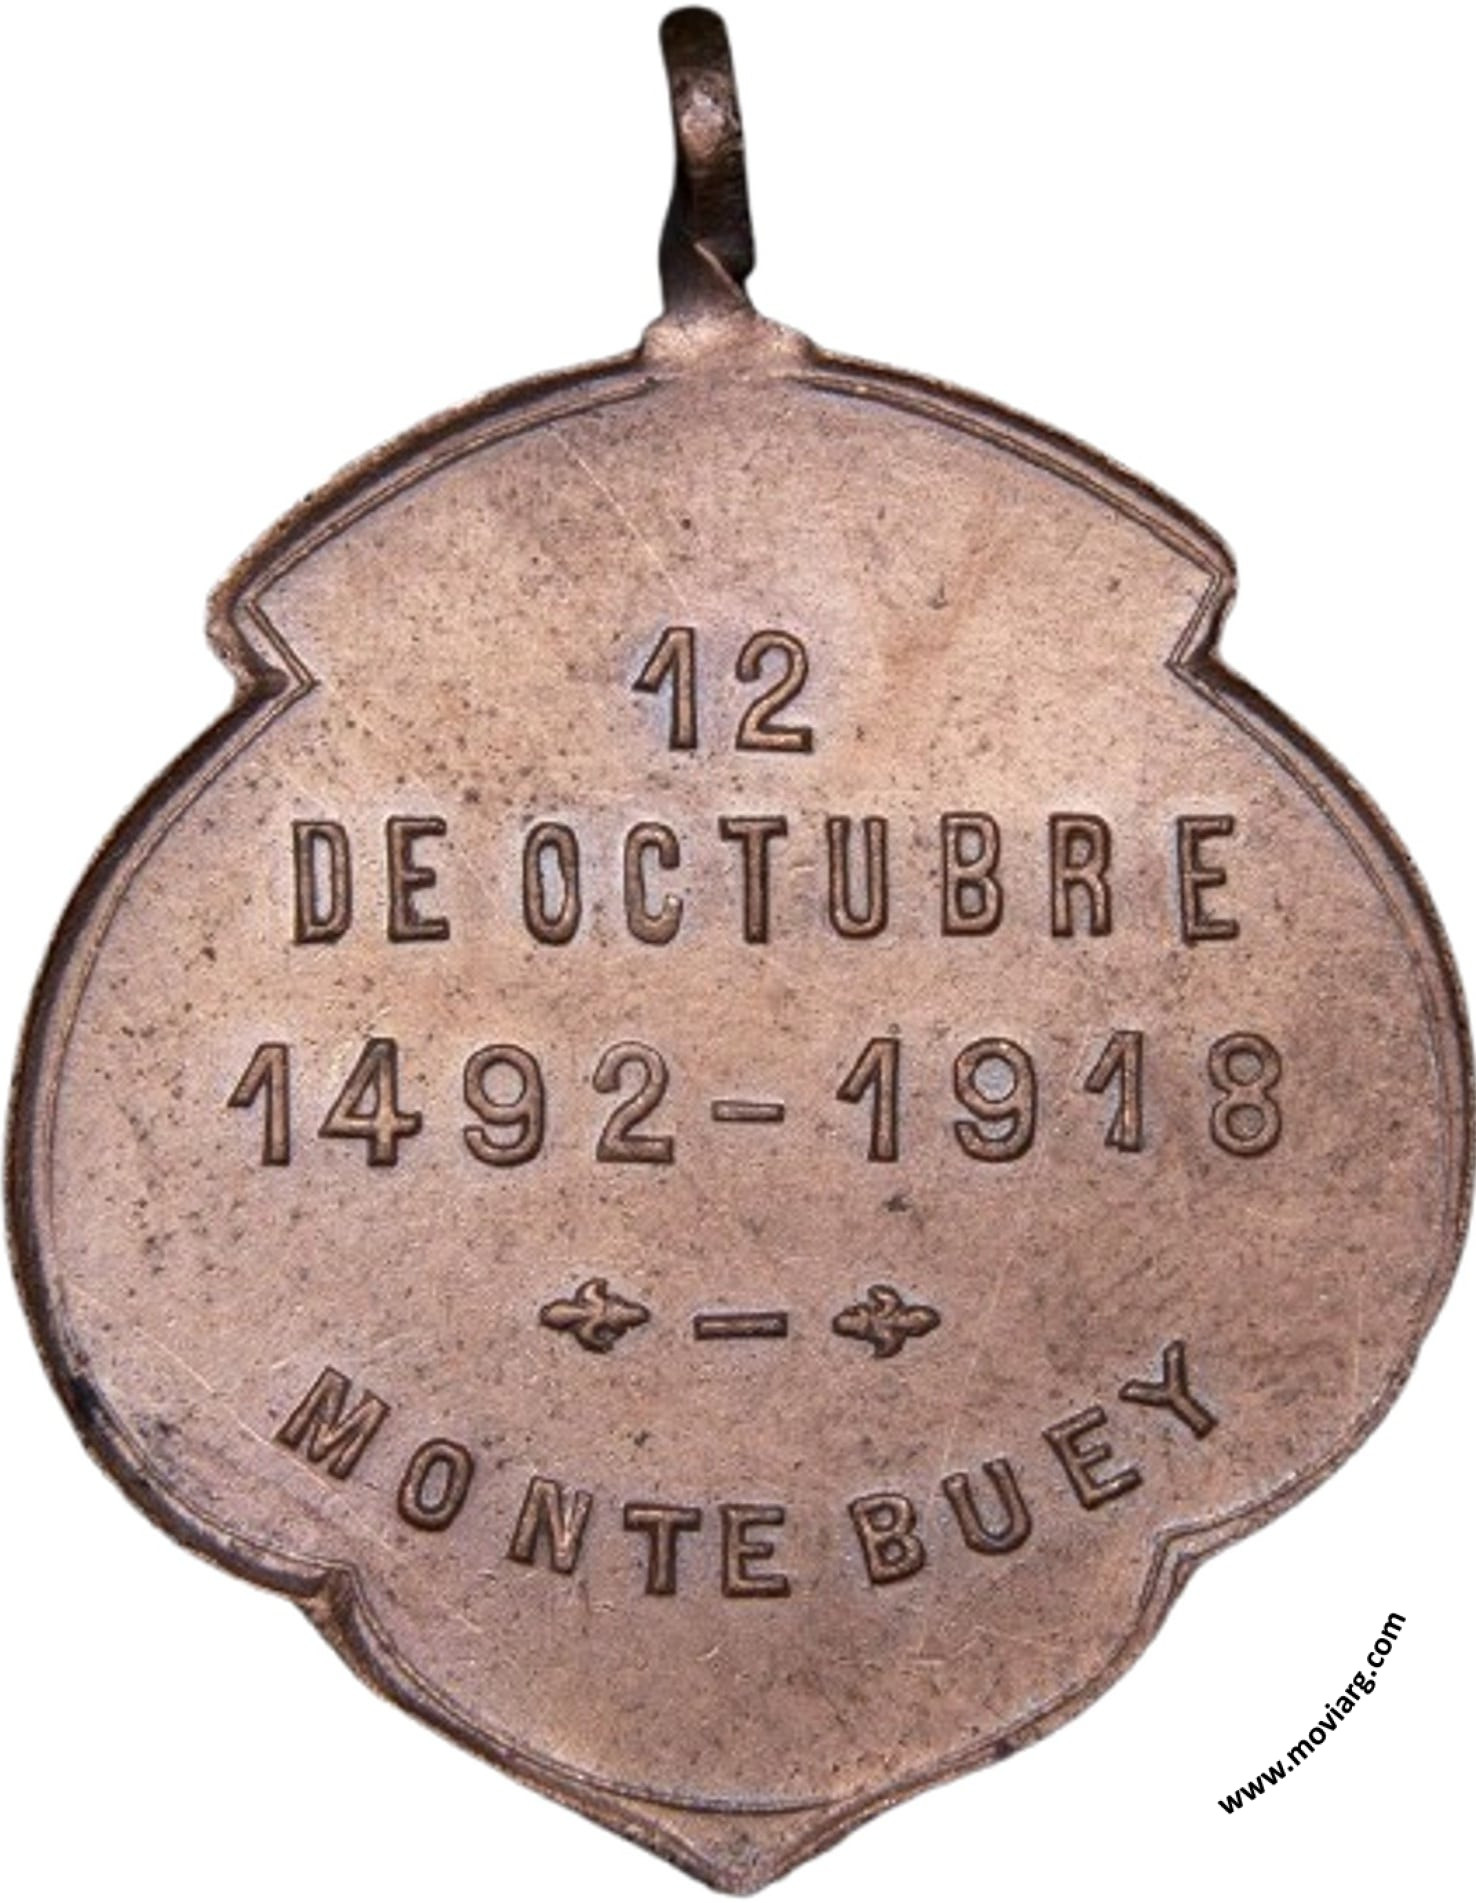 12
DE OCTUBRE
1492-1918
-
MONTE BUEY
www.moviarg.com